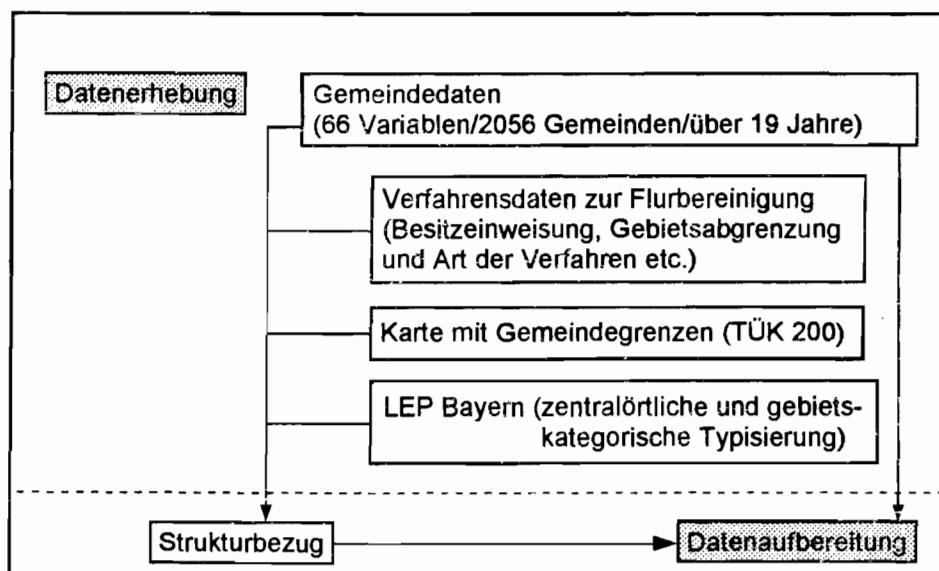 Datenerhebung
Gemeindedaten
(66 Variablen/2056 Gemeinden/über 19 Jahre)
Verfahrensdaten zur Flurbereinigung
(Besitzeinweisung, Gebietsabgrenzung
und Art der Verfahren etc.)
Karte mit Gemeindegrenzen (TÜK 200)
LEP Bayern (zentralörtliche und gebiets-
kategorische Typisierung)
Strukturbezug
Datenaufbereitung